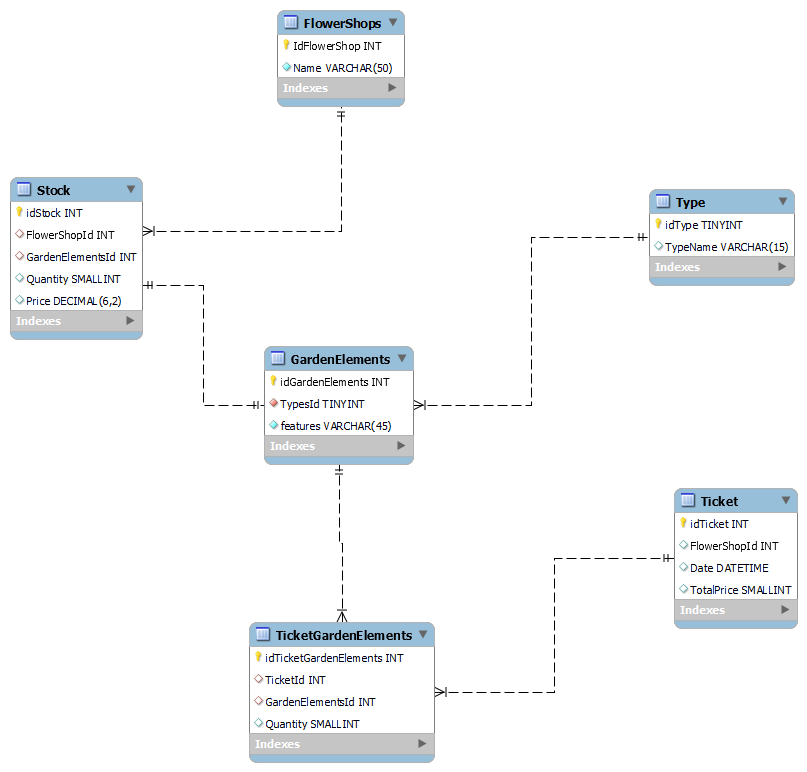 FlowerShops
IdFlowerShop INT
Name VARCHAR(50)
Indexes
Stock
idStock INT
FlowerShopId INT
GardenElementsId INT
Quantity SMALLINT
Price DECIMAL(6,2)
Indexes
Type
idType TINYINT
TypeName VARCHAR(15)
Indexes
GardenElements
idGardenElements INT
TypesId TINYINT
features VARCHAR(45)
Indexes
Ticket
idTicket INT
FlowerShopId INT
Date DATETIME
TotalPrice SMALLINT
Indexes
TicketGardenElements
idTicketGardenElements INT
TicketId INT
GardenElementsId INT
Quantity SMALLINT
Indexes